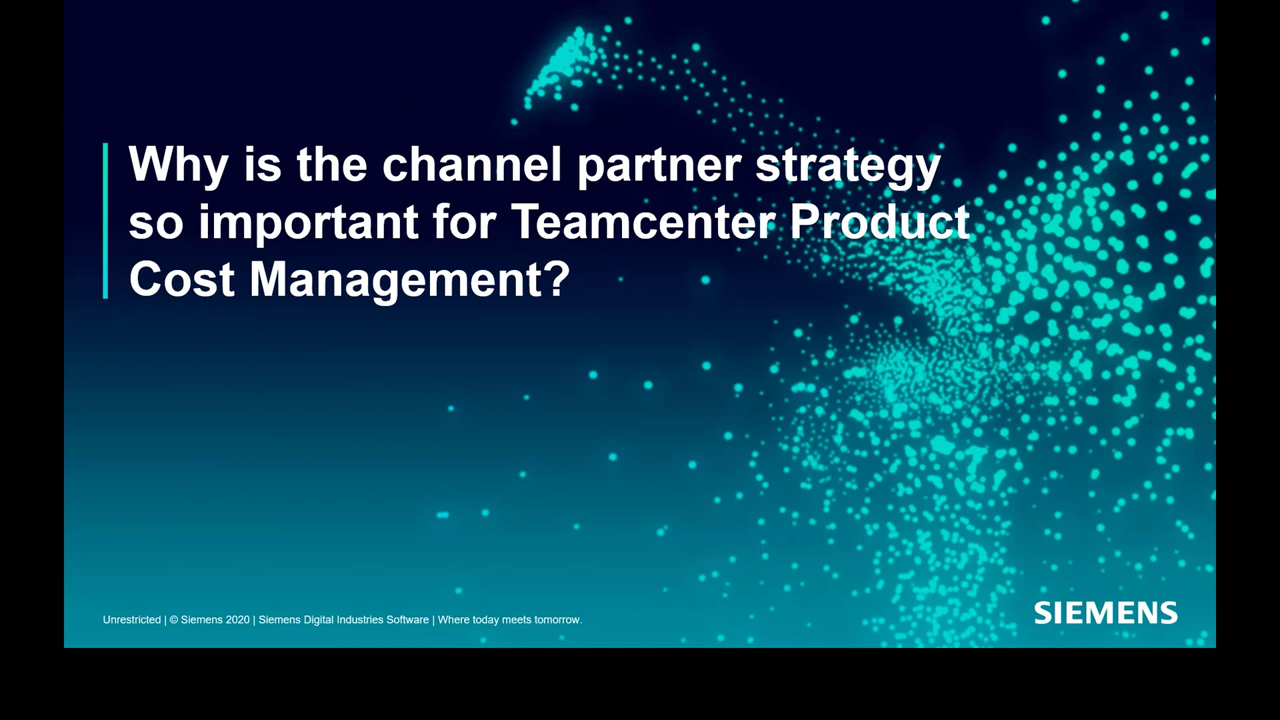 Why is the channel partner strategy
so important for Teamcenter Product
Cost Management?
Unrestricted | © Siemens 2020 | Siemens Digital Industries Software | Where today meets tomorrow.
SIEMENS